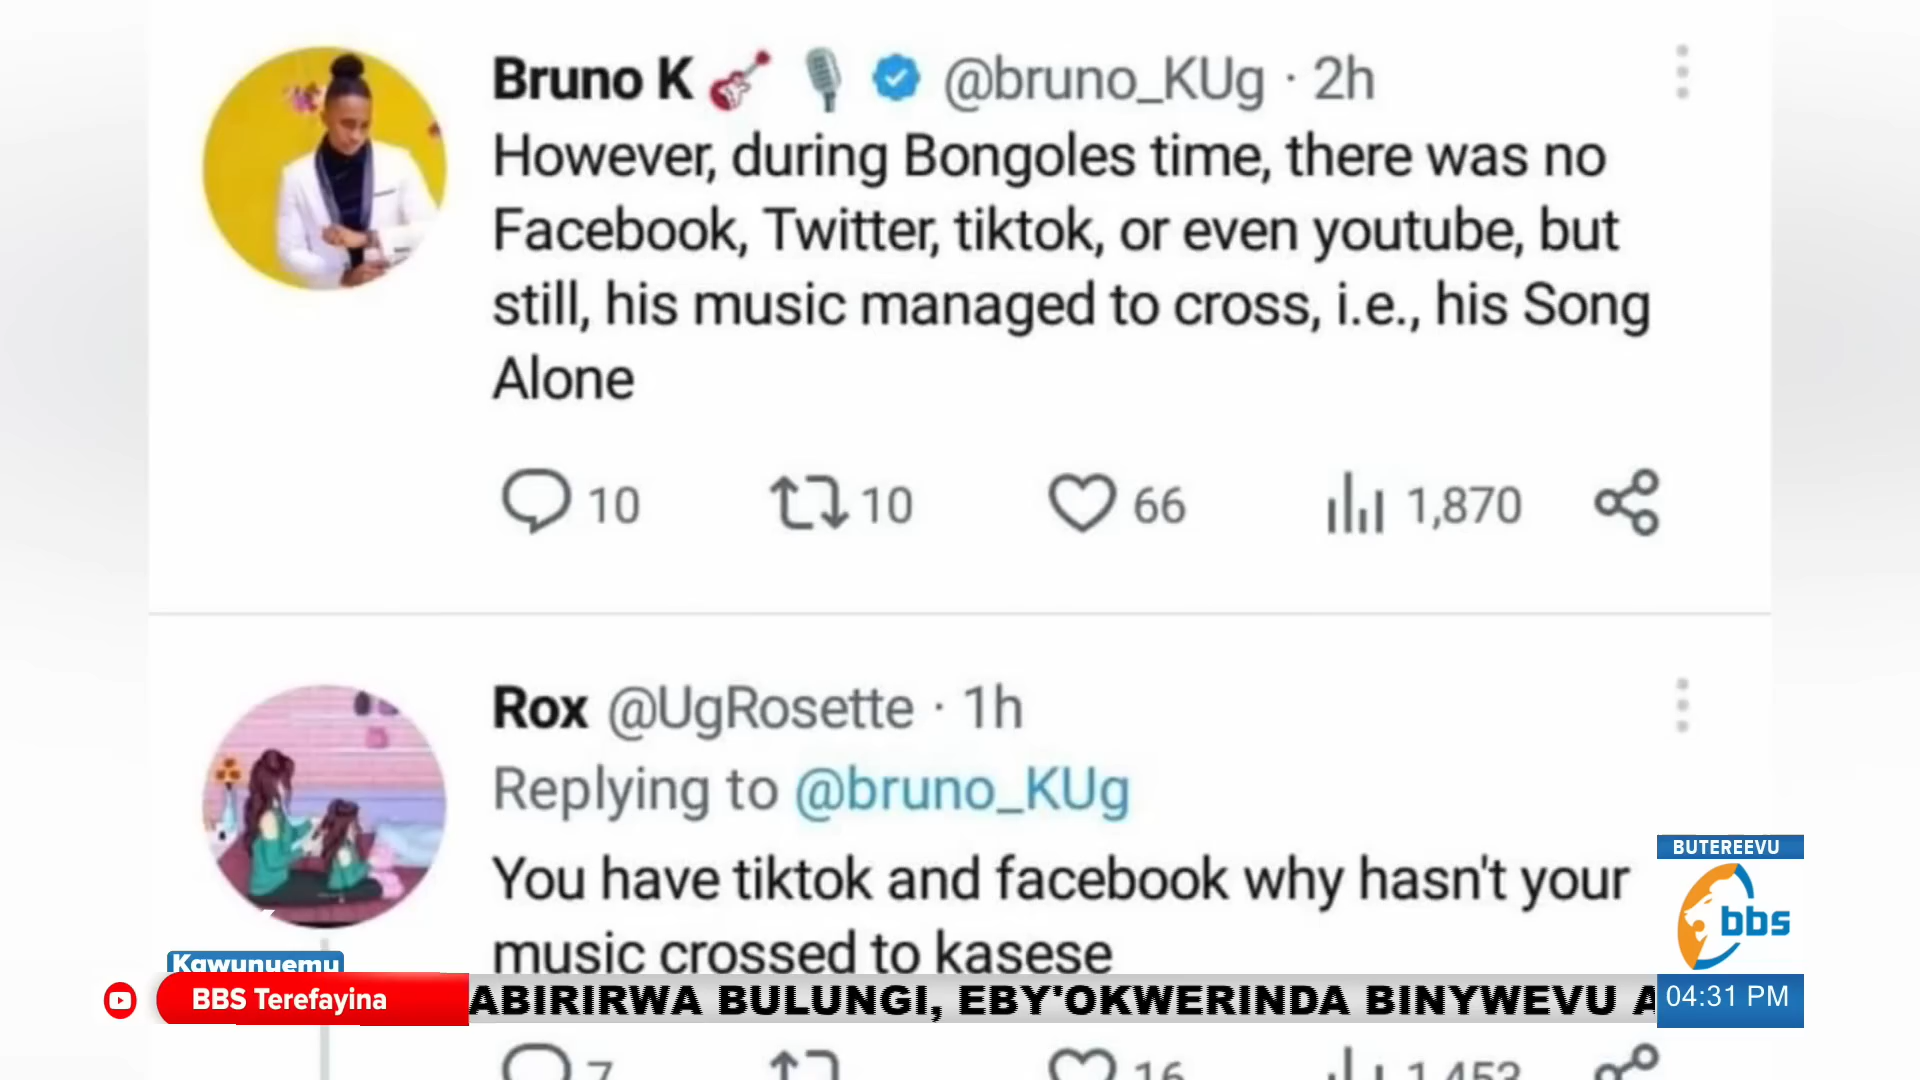 Bruno K @bruno_KUg · 2h
However, during Bongoles time, there was no
Facebook, Twitter, tiktok, or even youtube, but
still, his music managed to cross, i.e., his Song
Alone
10 10 66 1,870
Rox @UgRosette · 1h
Replying to @bruno_KUg
You have tiktok and facebook why hasn't your
music crossed to kasese
BUTEREEVU
bbs
Kawunyemu
BBS Terefayina
ABIRIRWA BULUNGI, EBY'OKWERINDA BINYWEVU A
04:31 PM
7 16 1,453